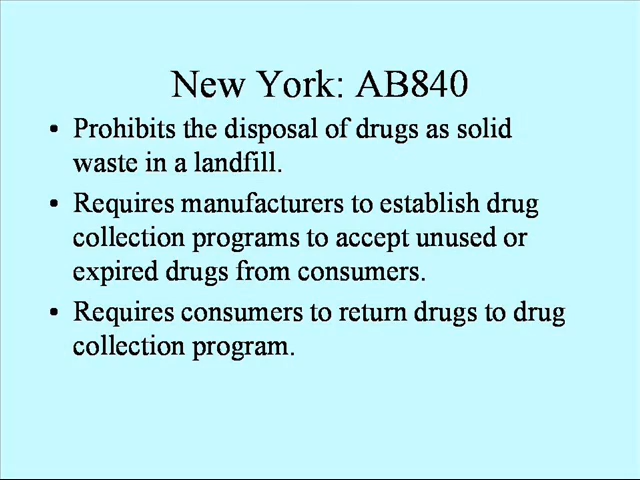 New York: AB840
• Prohibits the disposal of drugs as solid
waste in a landfill.
• Requires manufacturers to establish drug
collection programs to accept unused or
expired drugs from consumers.
• Requires consumers to return drugs to drug
collection program.